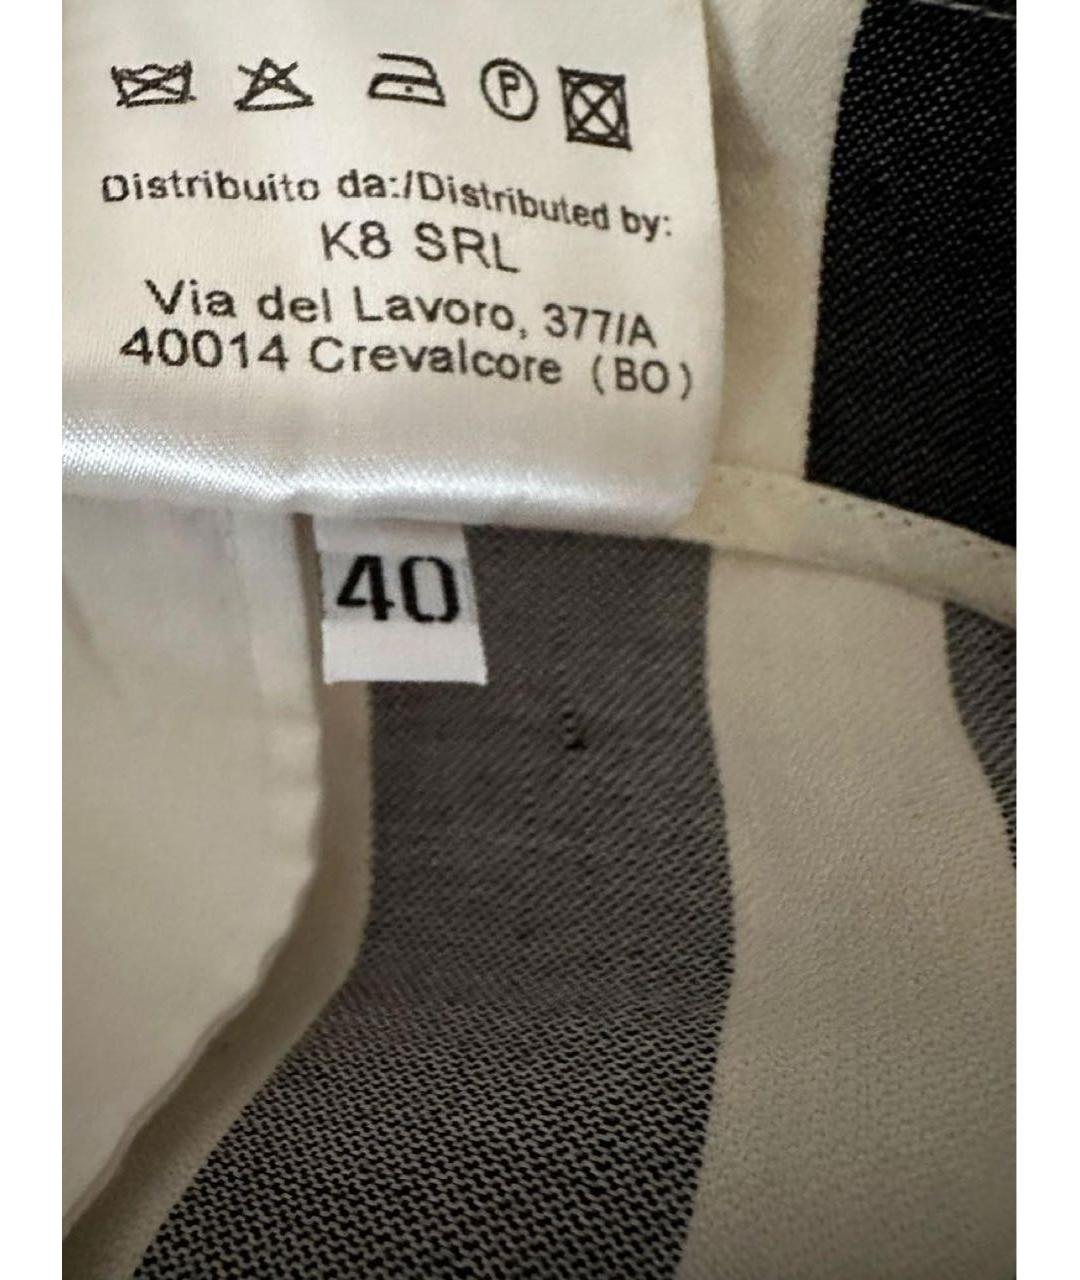 P
Distribuito da:/Distributed by:
K8 SRL
Via del Lavoro, 377/A
40014 Crevalcore (BO)
40